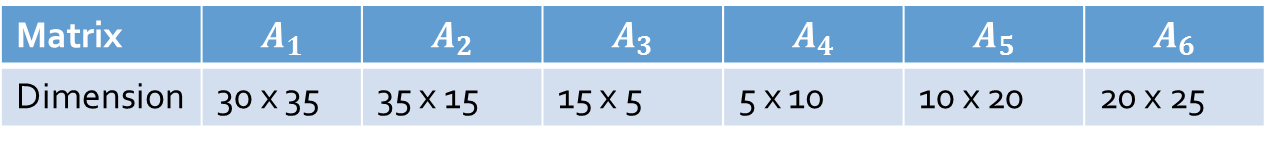 Matrix A₁ A₂ A₃ A₄ A₅ A₆
Dimension 30 x 35 35 x 15 15 x 5 5 x 10 10 x 20 20 x 25